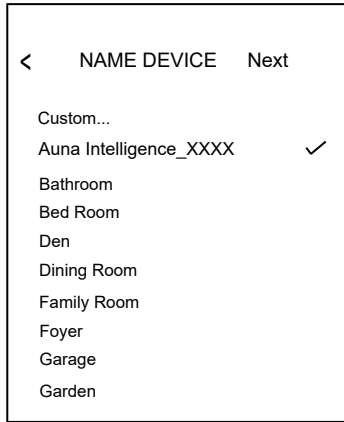 < NAME DEVICE Next
Custom...
Auna Intelligence_XXXX
Bathroom
Bed Room
Den
Dining Room
Family Room
Foyer
Garage
Garden